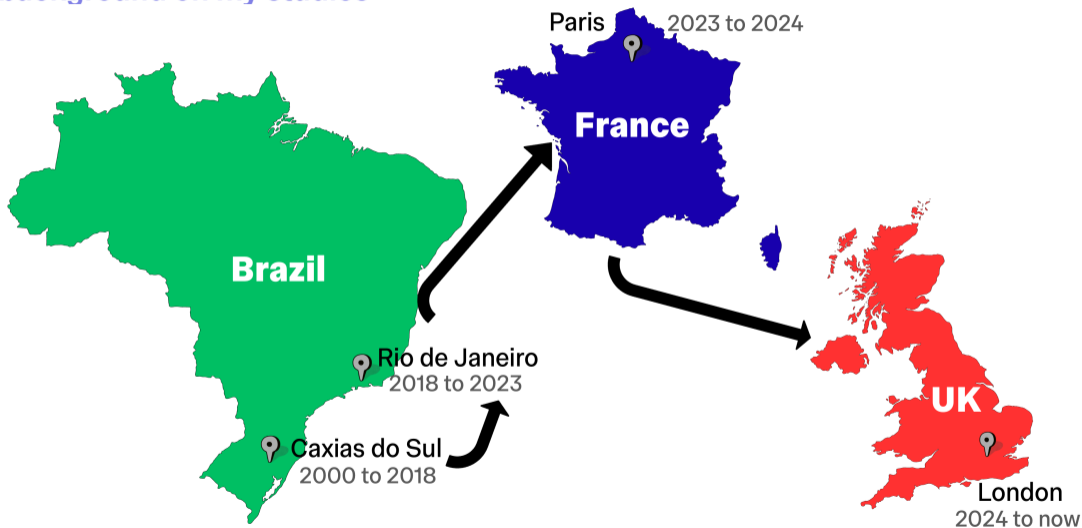 Paris
2023 to 2024
France
Brazil
Rio de Janeiro
2018 to 2023
Caxias do Sul
2000 to 2018
UK
London
2024 to now